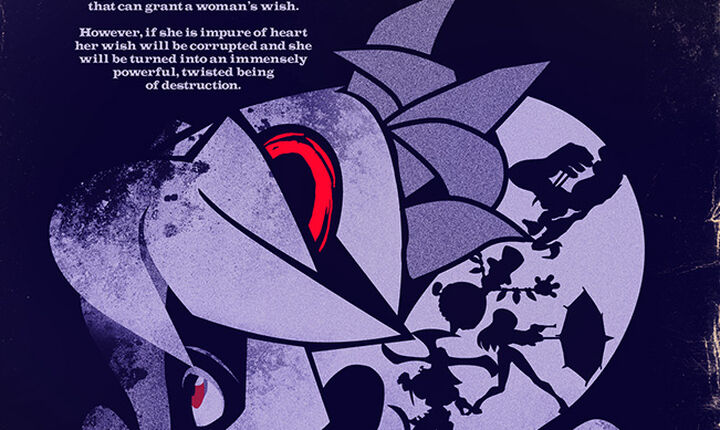 that can grant a woman's wish.
However, if she is impure of heart
her wish will be corrupted and she
will be turned into an immensely
powerful, twisted being
of destruction.